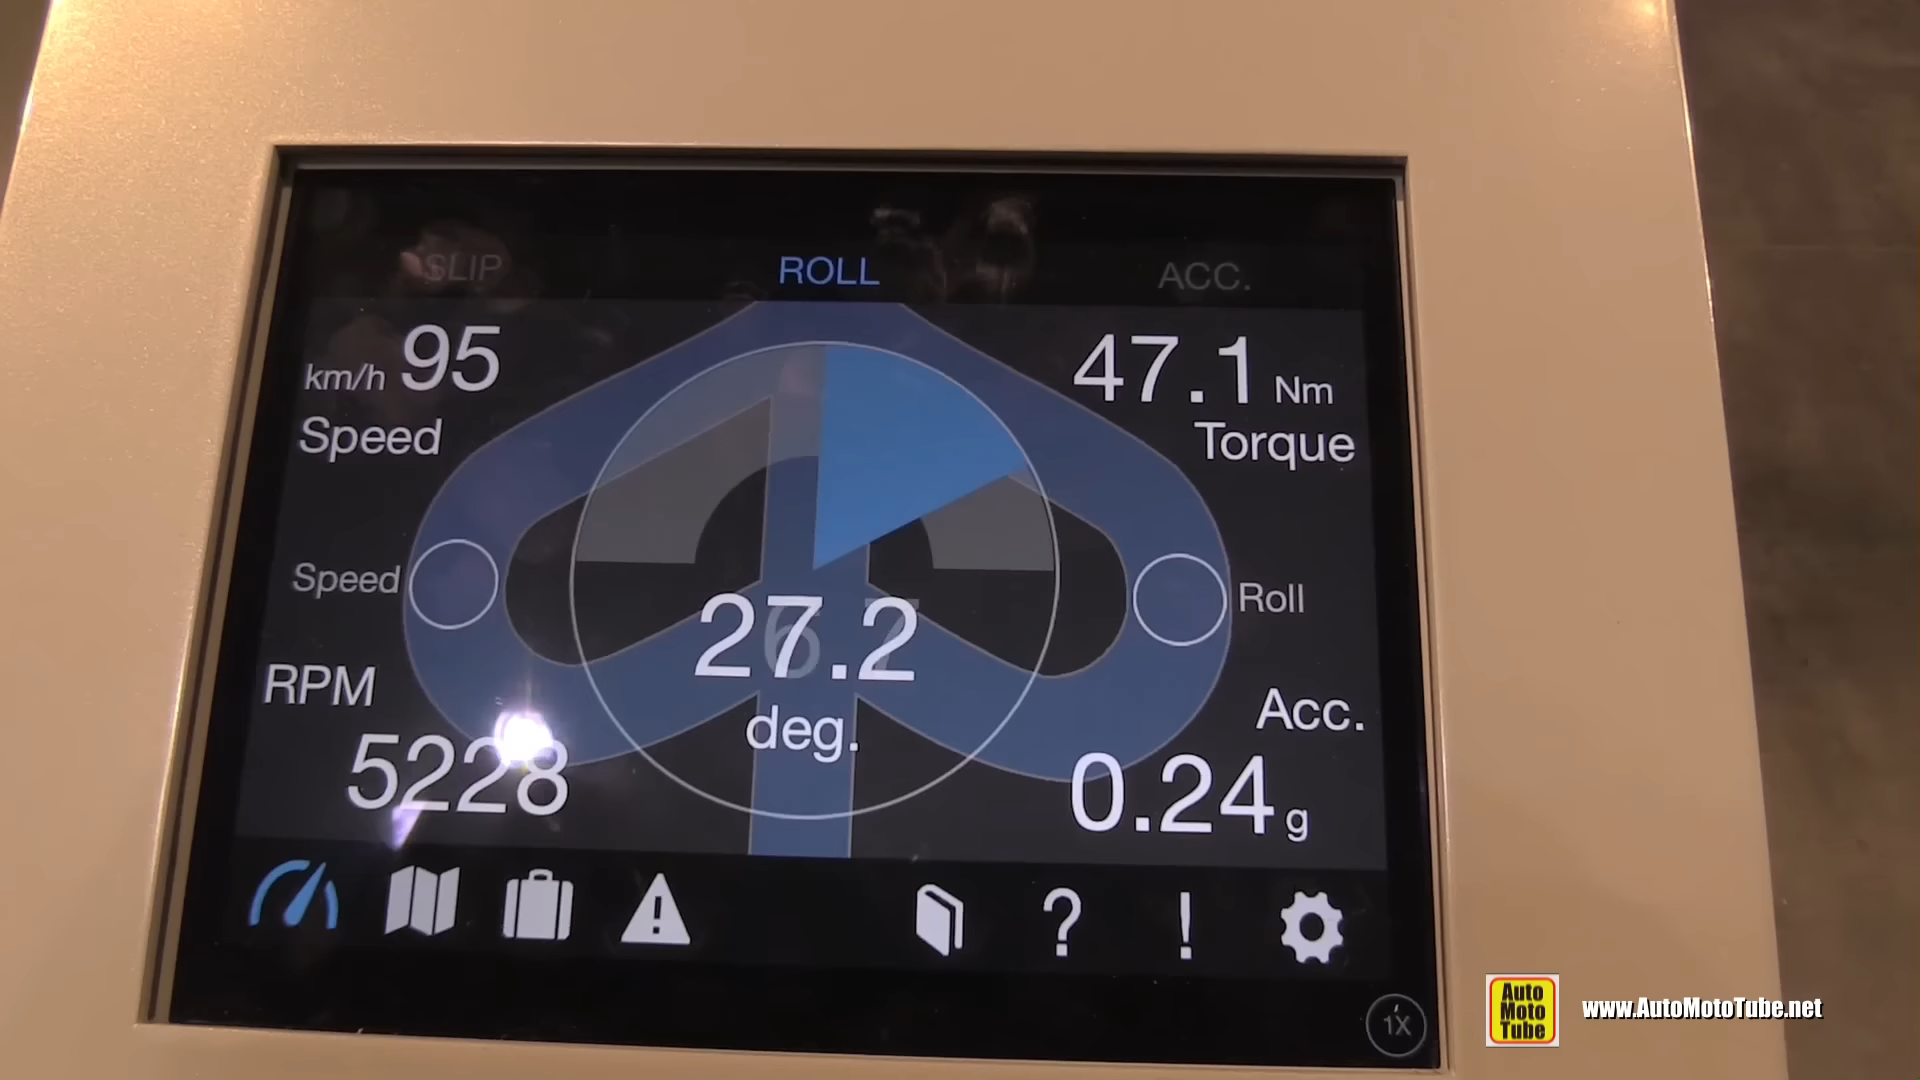 SLIP ROLL ACC.
km/h 95
Speed
47.1 Nm
Torque
Speed
Roll
27.2
deg.
RPM
5228
Acc.
0.24 g
? !
1X
Auto
Moto
Tube
www.AutoMotoTube.net